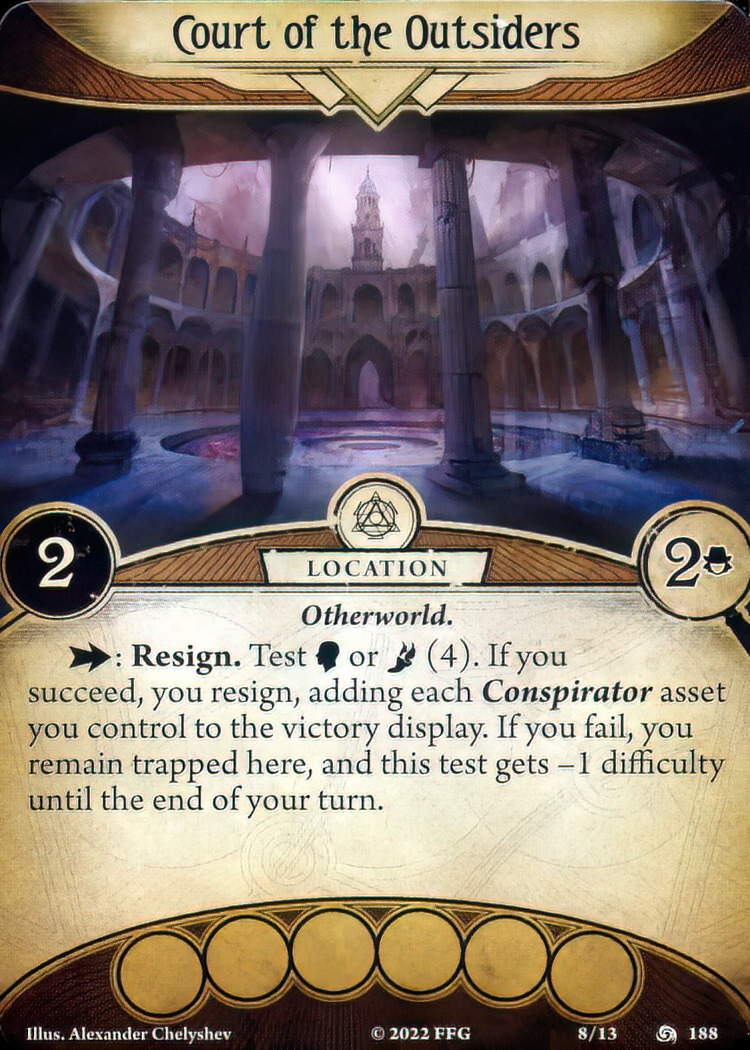 Court of the Outsiders
2
2
LOCATION
Otherworld.
: Resign. Test or (4). If you
succeed, you resign, adding each Conspirator asset
you control to the victory display. If you fail, you
remain trapped here, and this test gets –1 difficulty
until the end of your turn.
Illus. Alexander Chelyshev © 2022 FFG 8/13 188